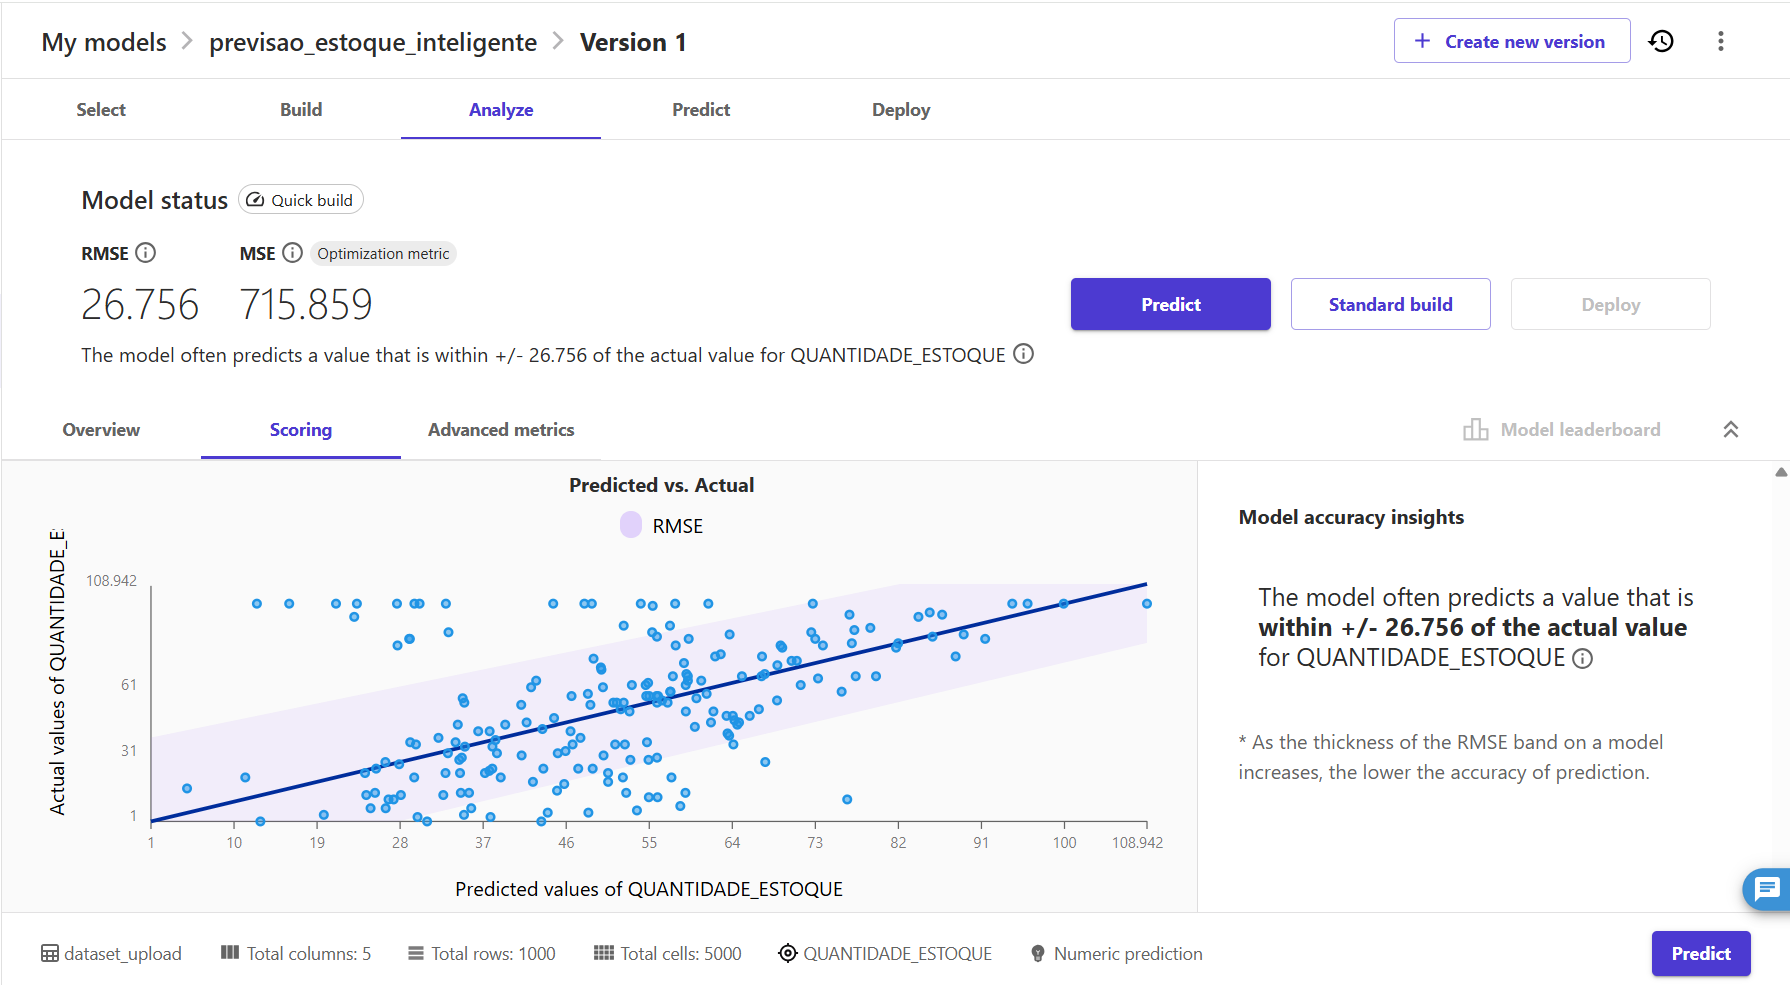 My models > previsao_estoque_inteligente > Version 1
+ Create new version
Select Build Analyze Predict Deploy
Model status Quick build
RMSE MSE Optimization metric
26.756 715.859
Predict Standard build Deploy
The model often predicts a value that is within +/- 26.756 of the actual value for QUANTIDADE_ESTOQUE
Overview Scoring Advanced metrics
Model leaderboard
Predicted vs. Actual
RMSE
Actual values of QUANTIDADE_E
108.942
61
31
1
1 10 19 28 37 46 55 64 73 82 91 100 108.942
Predicted values of QUANTIDADE_ESTOQUE
Model accuracy insights
The model often predicts a value that is
within +/- 26.756 of the actual value
for QUANTIDADE_ESTOQUE
* As the thickness of the RMSE band on a model
increases, the lower the accuracy of prediction.
dataset_upload Total columns: 5 Total rows: 1000 Total cells: 5000 QUANTIDADE_ESTOQUE Numeric prediction
Predict